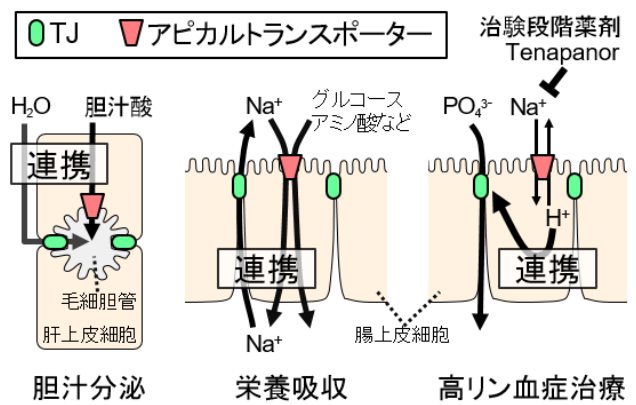 TJ アピカルトランスポーター
治験段階薬剤
Tenapanor
H₂O 胆汁酸
連携
毛細胆管
肝上皮細胞
胆汁分泌
Na⁺ グルコース
アミノ酸など
連携
Na⁺
腸上皮細胞
栄養吸収
PO₄³⁻ Na⁺
H⁺
連携
高リン血症治療